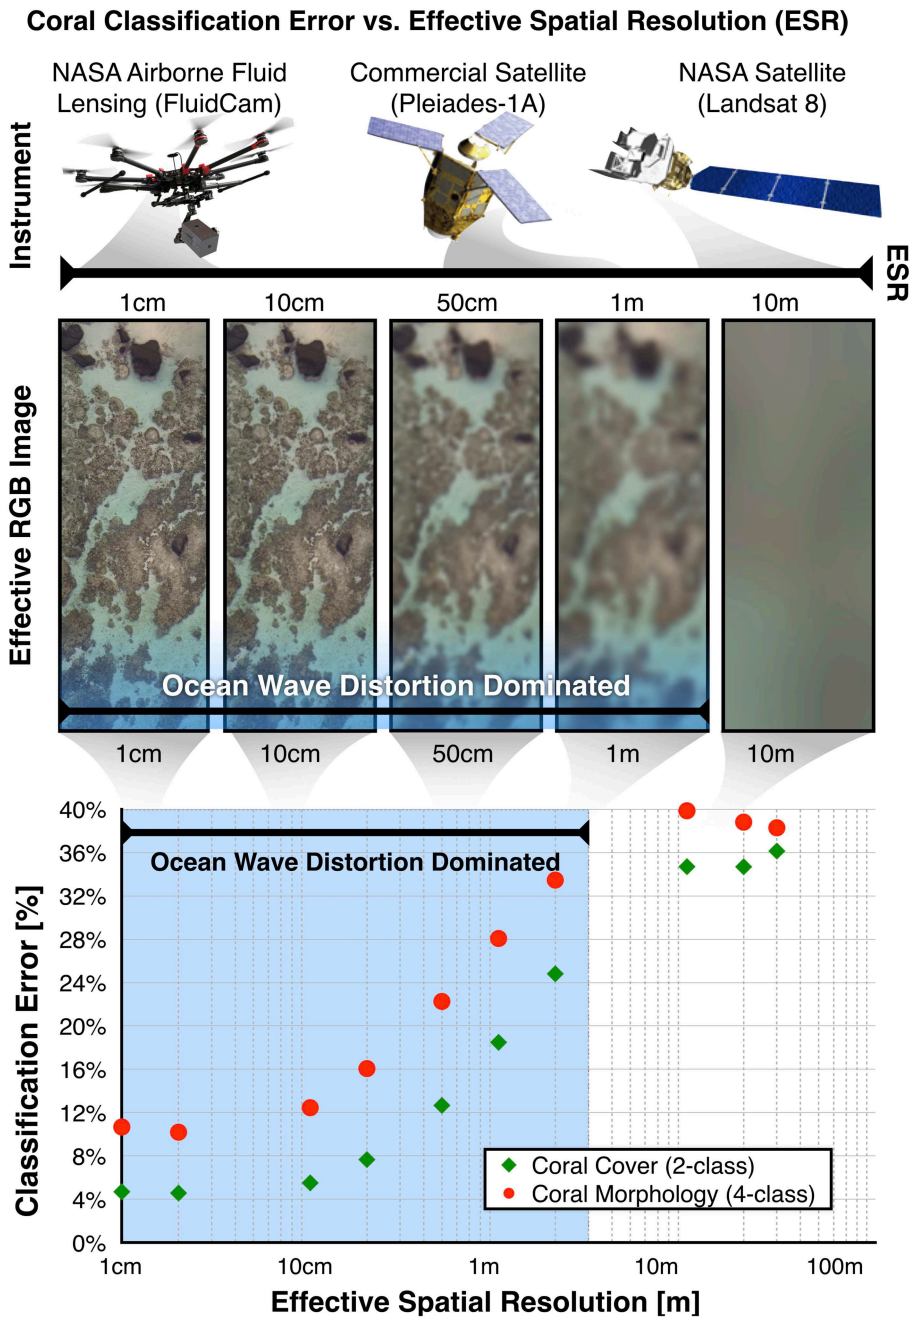 Coral Classification Error vs. Effective Spatial Resolution (ESR)
NASA Airborne Fluid
Lensing (FluidCam)
Commercial Satellite
(Pleiades-1A)
NASA Satellite
(Landsat 8)
Instrument
ESR
1cm
10cm
50cm
1m
10m
Effective RGB Image
Ocean Wave Distortion Dominated
1cm
10cm
50cm
1m
10m
Classification Error [%]
40%
36%
32%
28%
24%
20%
16%
12%
8%
4%
0%
Ocean Wave Distortion Dominated
Coral Cover (2-class)
Coral Morphology (4-class)
1cm
10cm
1m
10m
100m
Effective Spatial Resolution [m]